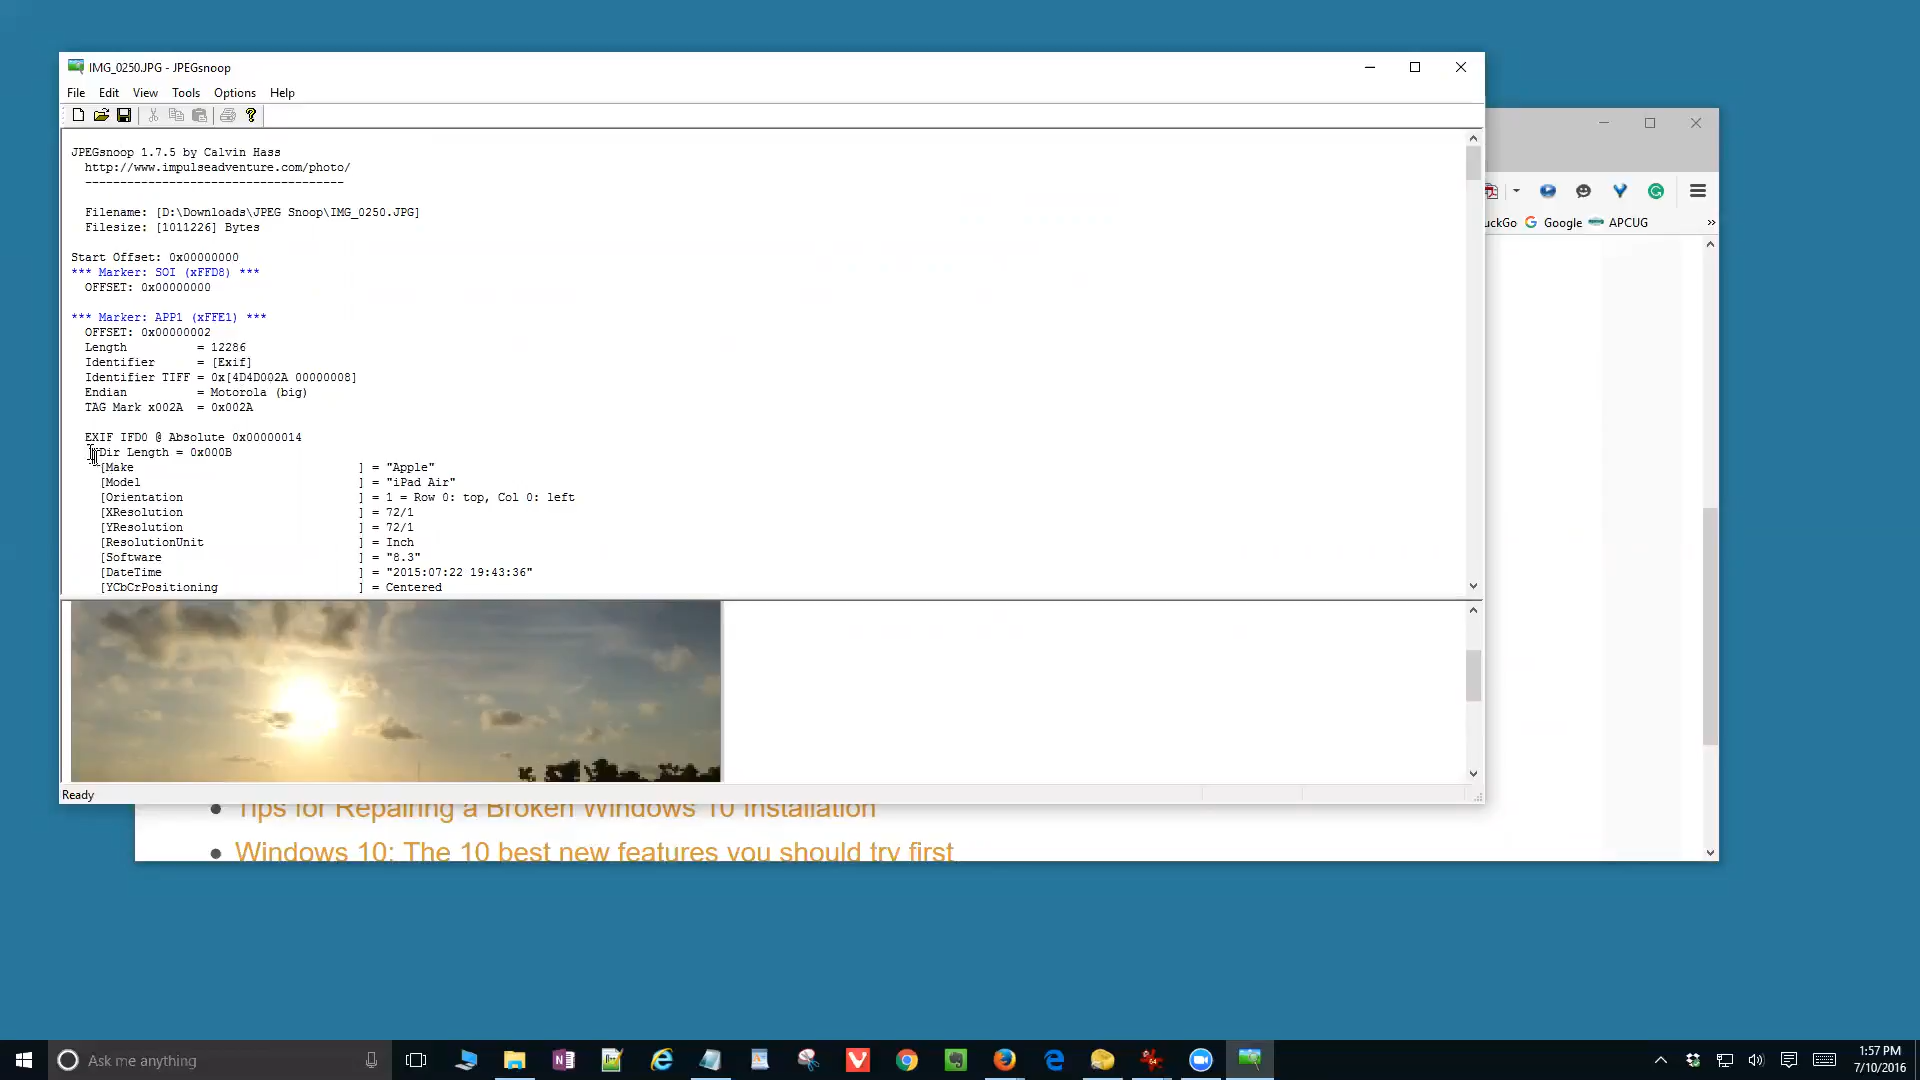 IMG_0250.JPG - JPEGsnoop
File Edit View Tools Options Help
JPEGsnoop 1.7.5 by Calvin Hass
http://www.impulseadventure.com/photo/
-------------------------------------
Filename: [D:\Downloads\JPEG Snoop\IMG_0250.JPG]
Filesize: [1011226] Bytes
Start Offset: 0x00000000
*** Marker: SOI (xFFD8) ***
OFFSET: 0x00000000
*** Marker: APP1 (xFFE1) ***
OFFSET: 0x00000002
Length = 12286
Identifier = [Exif]
Identifier TIFF = 0x[4D4D002A 00000008]
Endian = Motorola (big)
TAG Mark x002A = 0x002A
EXIF IFD0 @ Absolute 0x00000014
Dir Length = 0x000B
[Make ] = "Apple"
[Model ] = "iPad Air"
[Orientation ] = 1 = Row 0: top, Col 0: left
[XResolution ] = 72/1
[YResolution ] = 72/1
[ResolutionUnit ] = Inch
[Software ] = "8.3"
[DateTime ] = "2015:07:22 19:43:36"
[YCbCrPositioning ] = Centered
Ready
uckGo Google APCUG »
• Tips for Repairing a Broken Windows 10 Installation
• Windows 10: The 10 best new features you should try first
Ask me anything
1:57 PM
7/10/2016